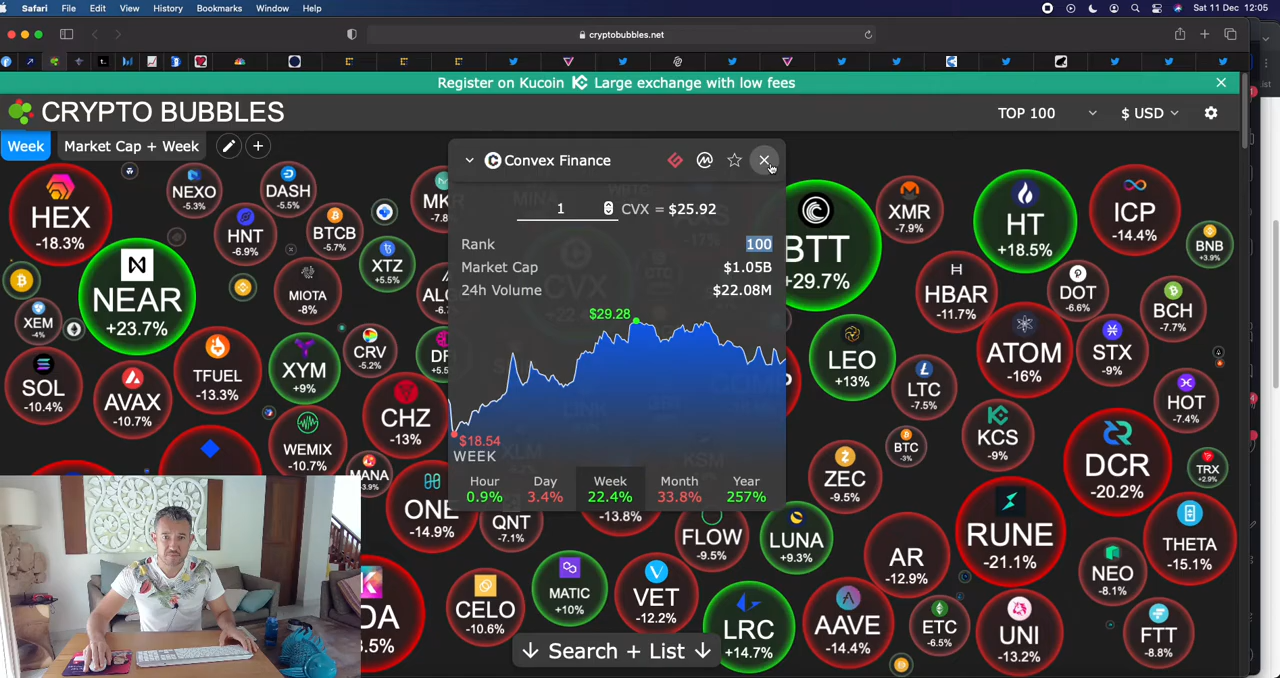 Safari File Edit View History Bookmarks Window Help
Sat 11 Dec 12:05
cryptobubbles.net
Register on Kucoin Large exchange with low fees
CRYPTO BUBBLES
TOP 100
$ USD
Week
Market Cap + Week
Convex Finance
1 CVX = $25.92
Rank 100
Market Cap $1.05B
24h Volume $22.08M
$29.28
$18.54
WEEK
Hour Day Week Month Year
0.9% 3.4% 22.4% 33.8% 257%
HEX
-18.3%
NEXO
-5.3%
DASH
-5.5%
HNT
-6.9%
BTCB
-5.7%
XTZ
+5.5%
NEAR
+23.7%
MIOTA
-8%
XEM
-4%
CRV
-5.2%
SOL
-10.4%
AVAX
-10.7%
TFUEL
-13.3%
XYM
+9%
CHZ
-13%
WEMIX
-10.7%
MANA
ONE
-14.9%
QNT
-7.1%
-13.8%
CELO
-10.6%
MATIC
+10%
VET
-12.2%
FLOW
-9.5%
LUNA
+9.3%
LRC
+14.7%
AAVE
-14.4%
BTT
+29.7%
XMR
-7.9%
HT
+18.5%
ICP
-14.4%
BNB
+3.9%
HBAR
-11.7%
DOT
-6.6%
BCH
-7.7%
LEO
+13%
ATOM
-16%
STX
-9%
LTC
-7.5%
HOT
-7.4%
KCS
-9%
BTC
-3%
ZEC
-9.5%
DCR
-20.2%
TRX
+2.9%
RUNE
-21.1%
THETA
-15.1%
AR
-12.9%
NEO
-8.1%
ETC
-6.5%
UNI
-13.2%
FTT
-8.8%
Search + List